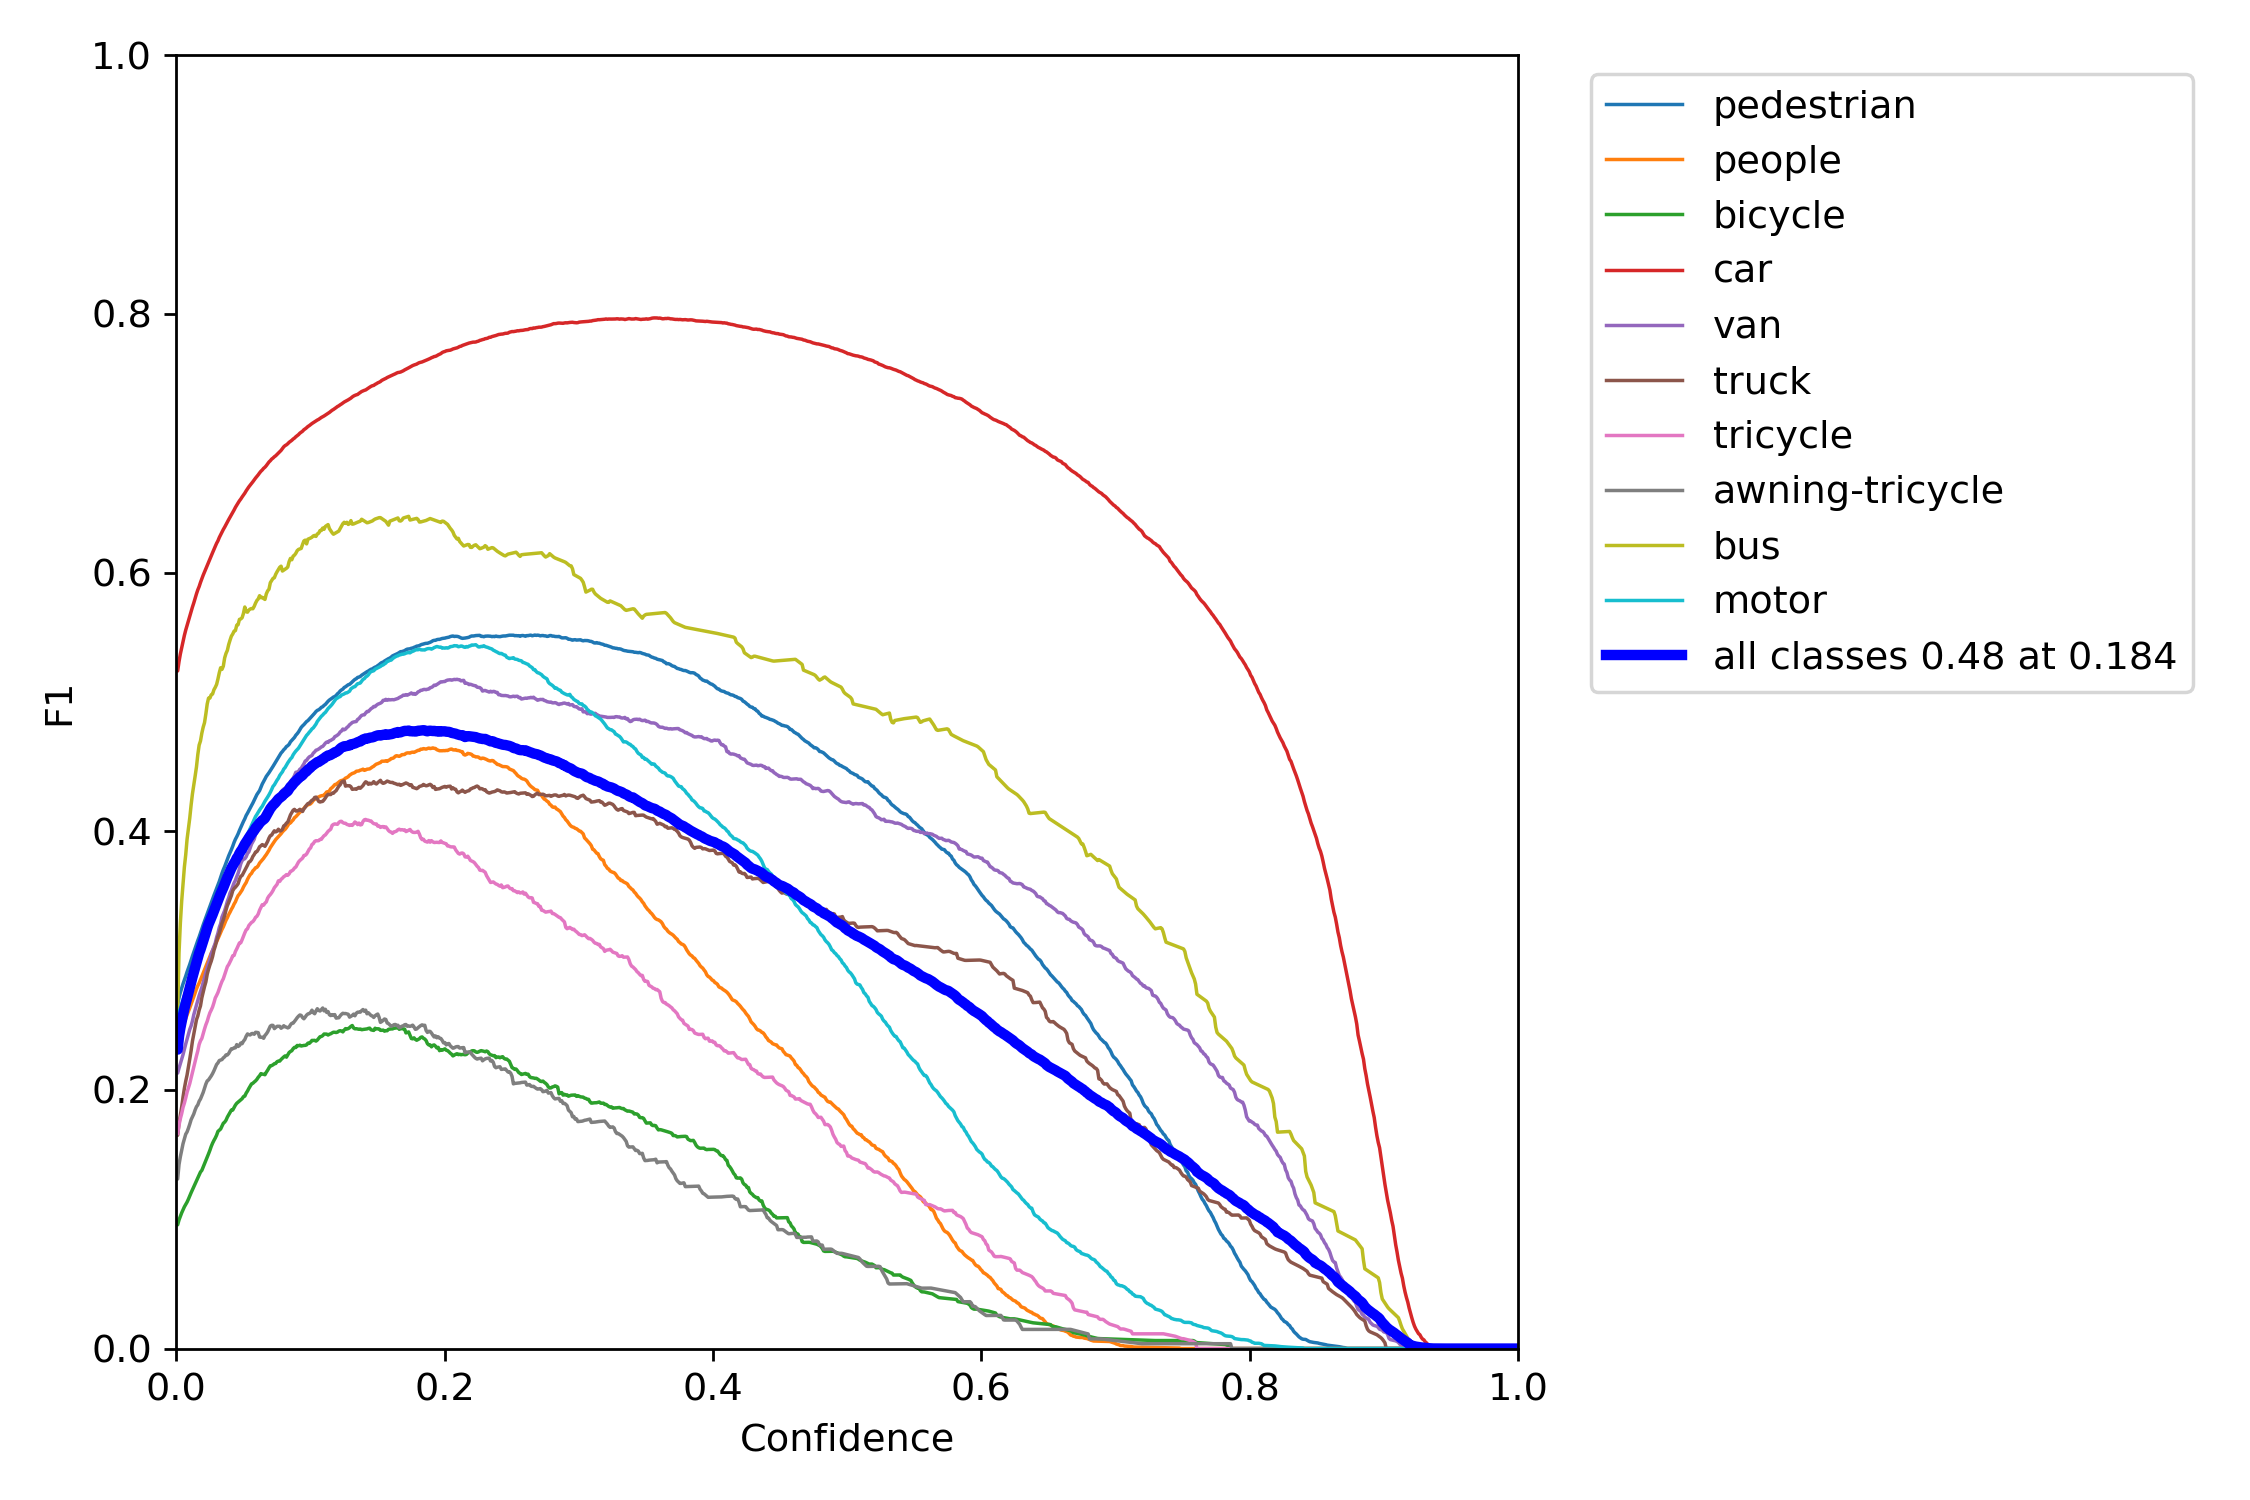 1.0
0.8
0.6
0.4
0.2
0.0
F1
0.0 0.2 0.4 0.6 0.8 1.0
Confidence
pedestrian
people
bicycle
car
van
truck
tricycle
awning-tricycle
bus
motor
all classes 0.48 at 0.184